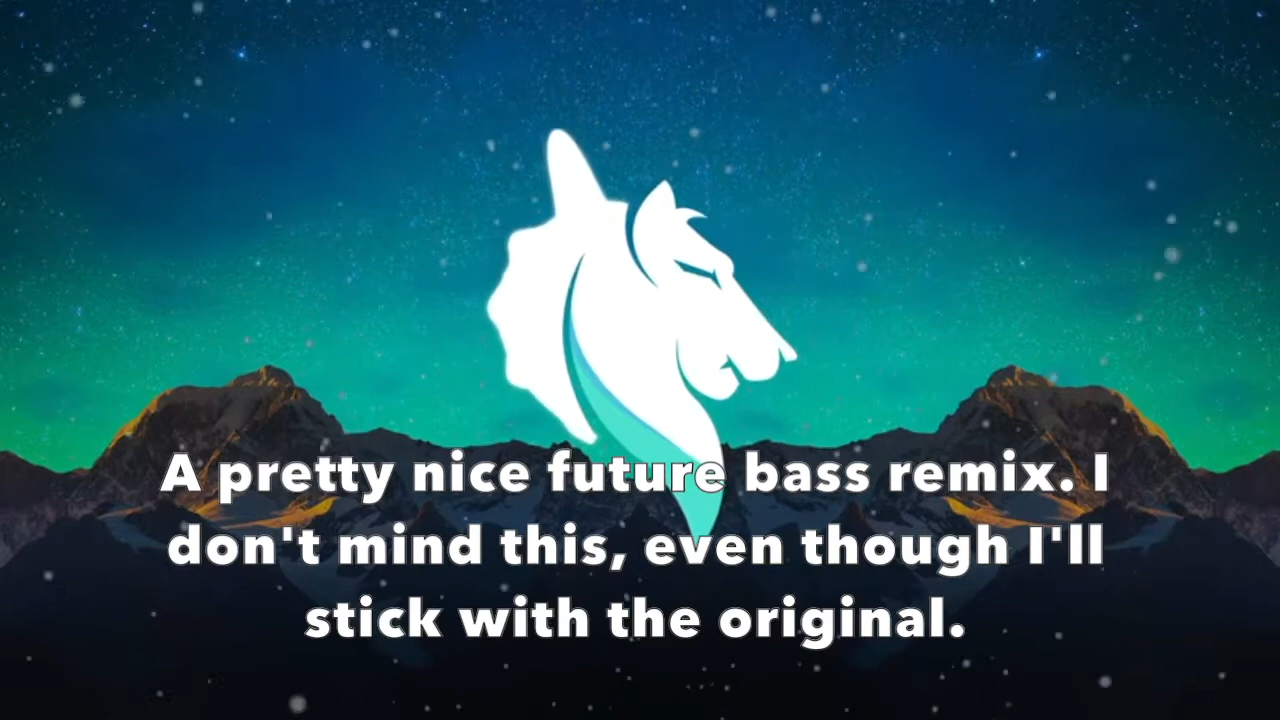 A pretty nice future bass remix. I
don't mind this, even though I'll
stick with the original.